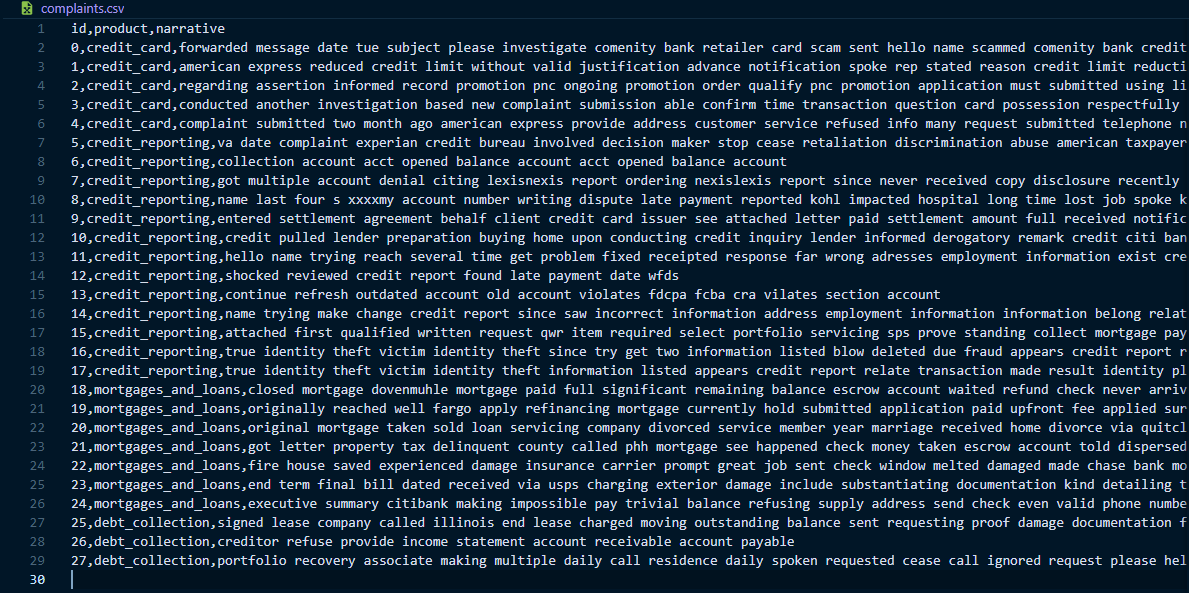 complaints.csv
1 id,product,narrative
2 0,credit_card,forwarded message date tue subject please investigate comenity bank retailer card scam sent hello name scammed comenity bank credit
3 1,credit_card,american express reduced credit limit without valid justification advance notification spoke rep stated reason credit limit reducti
4 2,credit_card,regarding assertion informed record promotion pnc ongoing promotion order qualify pnc promotion application must submitted using li
5 3,credit_card,conducted another investigation based new complaint submission able confirm time transaction question card possession respectfully
6 4,credit_card,complaint submitted two month ago american express provide address customer service refused info many request submitted telephone n
7 5,credit_reporting,va date complaint experian credit bureau involved decision maker stop cease retaliation discrimination abuse american taxpayer
8 6,credit_reporting,collection account acct opened balance account acct opened balance account
9 7,credit_reporting,got multiple account denial citing lexisnexis report ordering nexislexis report since never received copy disclosure recently
10 8,credit_reporting,name last four s xxxxmy account number writing dispute late payment reported kohl impacted hospital long time lost job spoke k
11 9,credit_reporting,entered settlement agreement behalf client credit card issuer see attached letter paid settlement amount full received notific
12 10,credit_reporting,credit pulled lender preparation buying home upon conducting credit inquiry lender informed derogatory remark credit citi ban
13 11,credit_reporting,hello name trying reach several time get problem fixed receipted response far wrong adresses employment information exist cre
14 12,credit_reporting,shocked reviewed credit report found late payment date wfds
15 13,credit_reporting,continue refresh outdated account old account violates fdcpa fcba cra vilates section account
16 14,credit_reporting,name trying make change credit report since saw incorrect information address employment information information belong relat
17 15,credit_reporting,attached first qualified written request qwr item required select portfolio servicing sps prove standing collect mortgage pay
18 16,credit_reporting,true identity theft victim identity theft since try get two information listed blow deleted due fraud appears credit report r
19 17,credit_reporting,true identity theft victim identity theft information listed appears credit report relate transaction made result identity pl
20 18,mortgages_and_loans,closed mortgage dovenmuhle mortgage paid full significant remaining balance escrow account waited refund check never arriv
21 19,mortgages_and_loans,originally reached well fargo apply refinancing mortgage currently hold submitted application paid upfront fee applied sur
22 20,mortgages_and_loans,original mortgage taken sold loan servicing company divorced service member year marriage received home divorce via quitcl
23 21,mortgages_and_loans,got letter property tax delinquent county called phh mortgage see happened check money taken escrow account told dispersed
24 22,mortgages_and_loans,fire house saved experienced damage insurance carrier prompt great job sent check window melted damaged made chase bank mo
25 23,mortgages_and_loans,end term final bill dated received via usps charging exterior damage include substantiating documentation kind detailing t
26 24,mortgages_and_loans,executive summary citibank making impossible pay trivial balance refusing supply address send check even valid phone numbe
27 25,debt_collection,signed lease company called illinois end lease charged moving outstanding balance sent requesting proof damage documentation f
28 26,debt_collection,creditor refuse provide income statement account receivable account payable
29 27,debt_collection,portfolio recovery associate making multiple daily call residence daily spoken requested cease call ignored request please hel
30